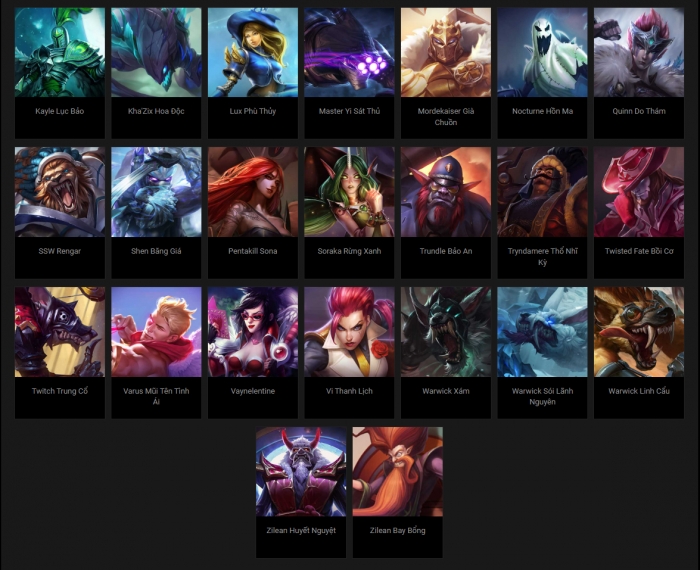 Kayle Lục Bảo
Kha'Zix Hoa Độc
Lux Phù Thủy
Master Yi Sát Thủ
Mordekaiser Già
Chuồn
Nocturne Hồn Ma
Quinn Do Thám
SSW Rengar
Shen Băng Giá
Pentakill Sona
Soraka Rừng Xanh
Trundle Bảo An
Tryndamere Thổ Nhĩ
Kỳ
Twisted Fate Bồi Cơ
Twitch Trung Cổ
Varus Mũi Tên Tình
Ái
Vaynelentine
Vi Thanh Lịch
Warwick Xám
Warwick Sói Lãnh
Nguyên
Warwick Linh Cẩu
Zilean Huyết Nguyệt
Zilean Bay Bổng